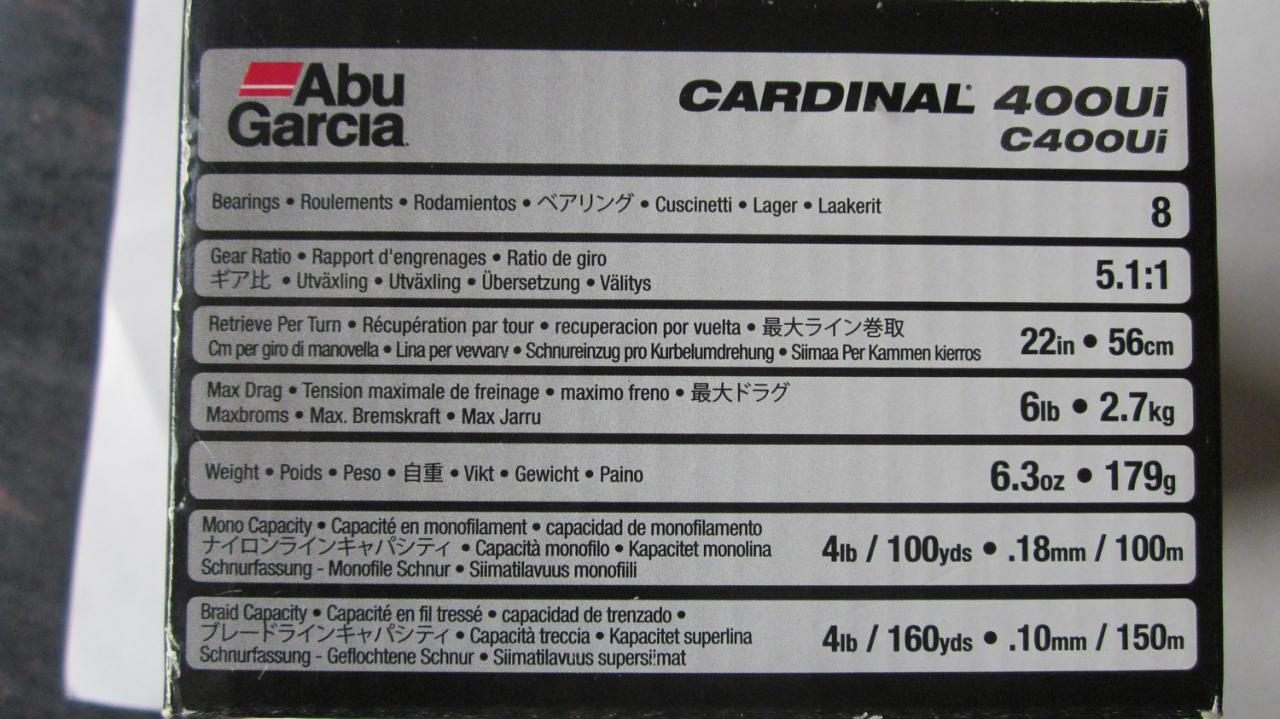 Abu
Garcia
CARDINAL 400Ui
C400Ui
Bearings • Roulements • Rodamientos • ベアリング • Cuscinetti • Lager • Laakerit
8
Gear Ratio • Rapport d'engrenages • Ratio de giro
ギア比 • Utväxling • Utväxling • Übersetzung • Välitys
5.1:1
Retrieve Per Turn • Récupération par tour • recuperacion por vuelta • 最大ライン巻取
Cm per giro di manovella • Lina per vevvarv • Schnureinzug pro Kurbelumdrehung • Siimaa Per Kammen kierros
22in • 56cm
Max Drag • Tension maximale de freinage • maximo freno • 最大ドラグ
Maxbroms • Max. Bremskraft • Max Jarru
6lb • 2.7kg
Weight • Poids • Peso • 自重 • Vikt • Gewicht • Paino
6.3oz • 179g
Mono Capacity • Capacité en monofilament • capacidad de monofilamento
ナイロンラインキャパシティ • Capacità monofilo • Kapacitet monolina
Schnurfassung - Monofile Schnur • Siimatilavuus monofiili
4lb / 100yds • .18mm / 100m
Braid Capacity • Capacité en fil tressé • capacidad de trenzado •
ブレードラインキャパシティ • Capacità treccia • Kapacitet superlina
Schnurfassung - Geflochtene Schnur • Siimatilavuus supersiimat
4lb / 160yds • .10mm / 150m